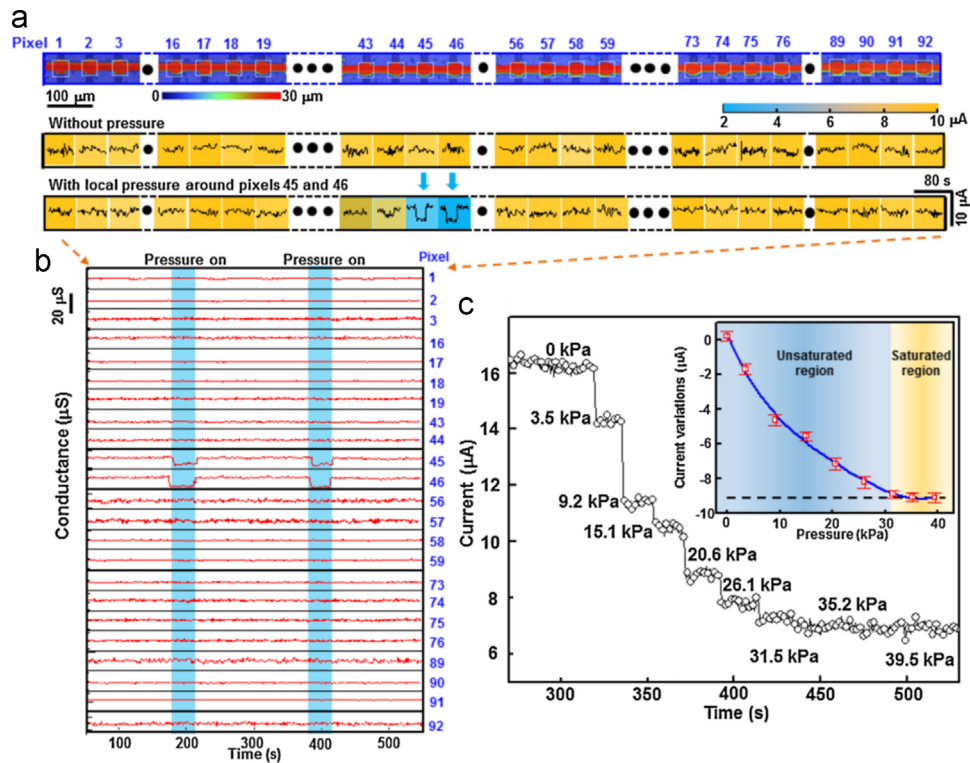 a
Pixel 1 2 3 16 17 18 19 43 44 45 46 56 57 58 59 73 74 75 76 89 90 91 92
100 μm
0 30 μm
2 4 6 8 10 μA
Without pressure
With local pressure around pixels 45 and 46
80 s
10 μA
b
Pressure on Pressure on Pixel
20 μS
1
2
3
16
17
18
19
43
44
45
46
56
57
58
59
73
74
75
76
89
90
91
92
Conductance (μS)
100 200 300 400 500
Time (s)
c
16
14
12
10
8
6
Current (μA)
0 kPa
3.5 kPa
9.2 kPa
15.1 kPa
20.6 kPa
26.1 kPa
31.5 kPa
35.2 kPa
39.5 kPa
300 350 400 450 500
Time (s)
0
-2
-4
-6
-8
-10
Current variations (μA)
Unsaturated
region
Saturated
region
0 10 20 30 40
Pressure (kPa)